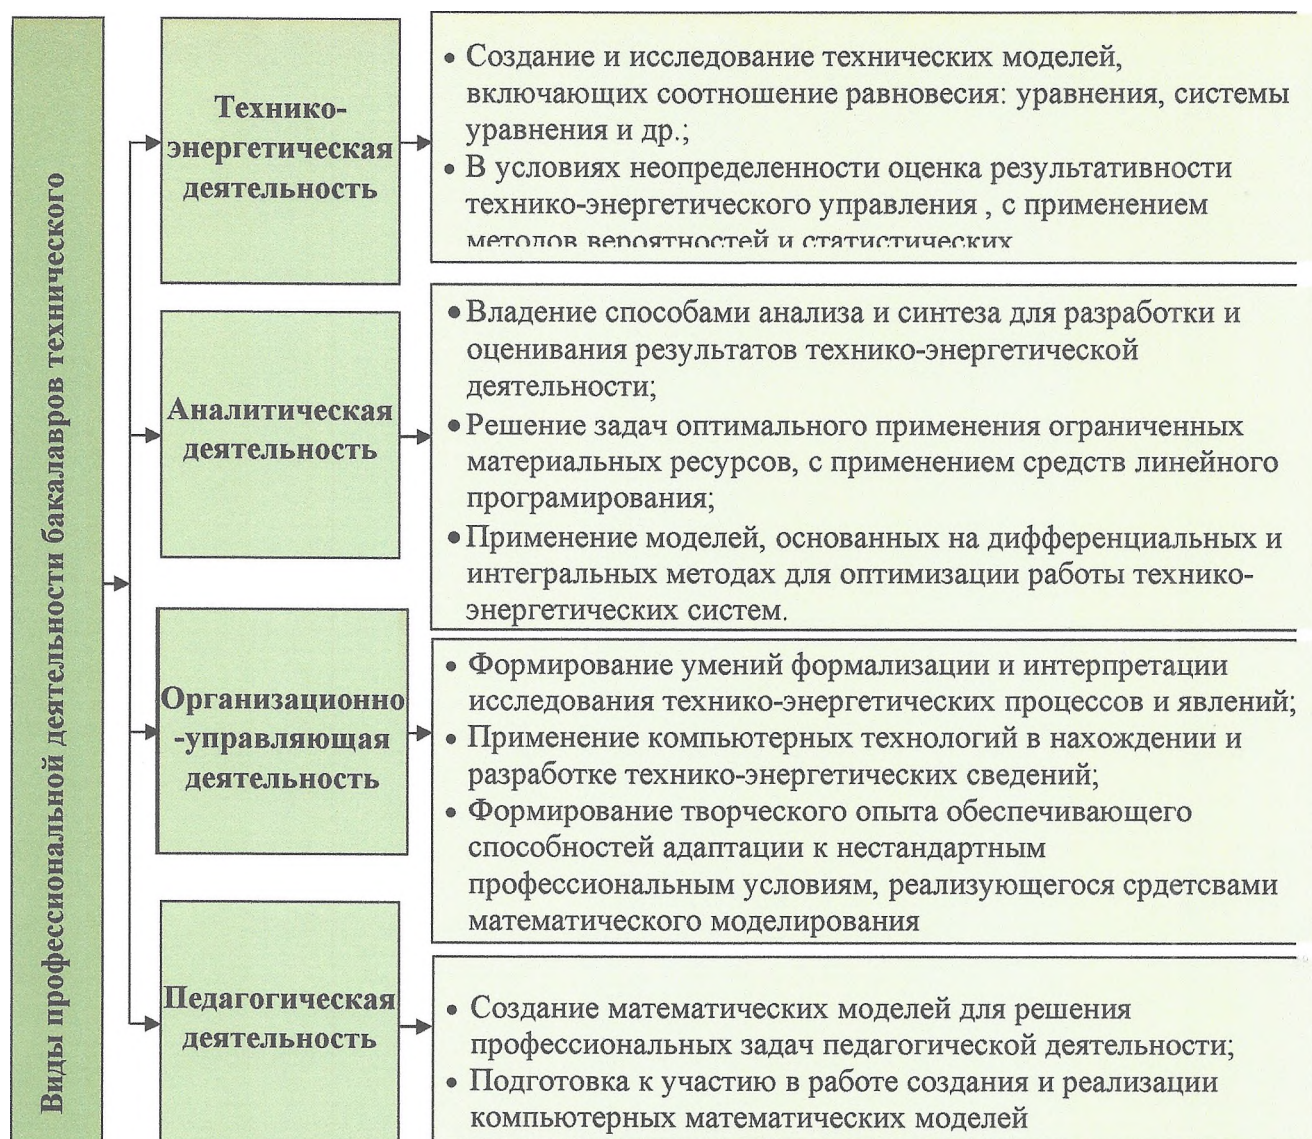 Виды профессиональной деятельности бакалавров технического
Технико-
энергетическая
деятельность
• Создание и исследование технических моделей,
включающих соотношение равновесия: уравнения, системы
уравнения и др.;
• В условиях неопределенности оценка результативности
технико-энергетического управления , с применением
методов вероятностей и статистических
Аналитическая
деятельность
• Владение способами анализа и синтеза для разработки и
оценивания результатов технико-энергетической
деятельности;
• Решение задач оптимального применения ограниченных
материальных ресурсов, с применением средств линейного
програмирования;
• Применение моделей, основанных на дифференциальных и
интегральных методах для оптимизации работы технико-
энергетических систем.
Организационно
-управляющая
деятельность
• Формирование умений формализации и интерпретации
исследования технико-энергетических процессов и явлений;
• Применение компьютерных технологий в нахождении и
разработке технико-энергетических сведений;
• Формирование творческого опыта обеспечивающего
способностей адаптации к нестандартным
профессиональным условиям, реализующегося срдетсвами
математического моделирования
Педагогическая
деятельность
• Создание математических моделей для решения
профессиональных задач педагогической деятельности;
• Подготовка к участию в работе создания и реализации
компьютерных математических моделей